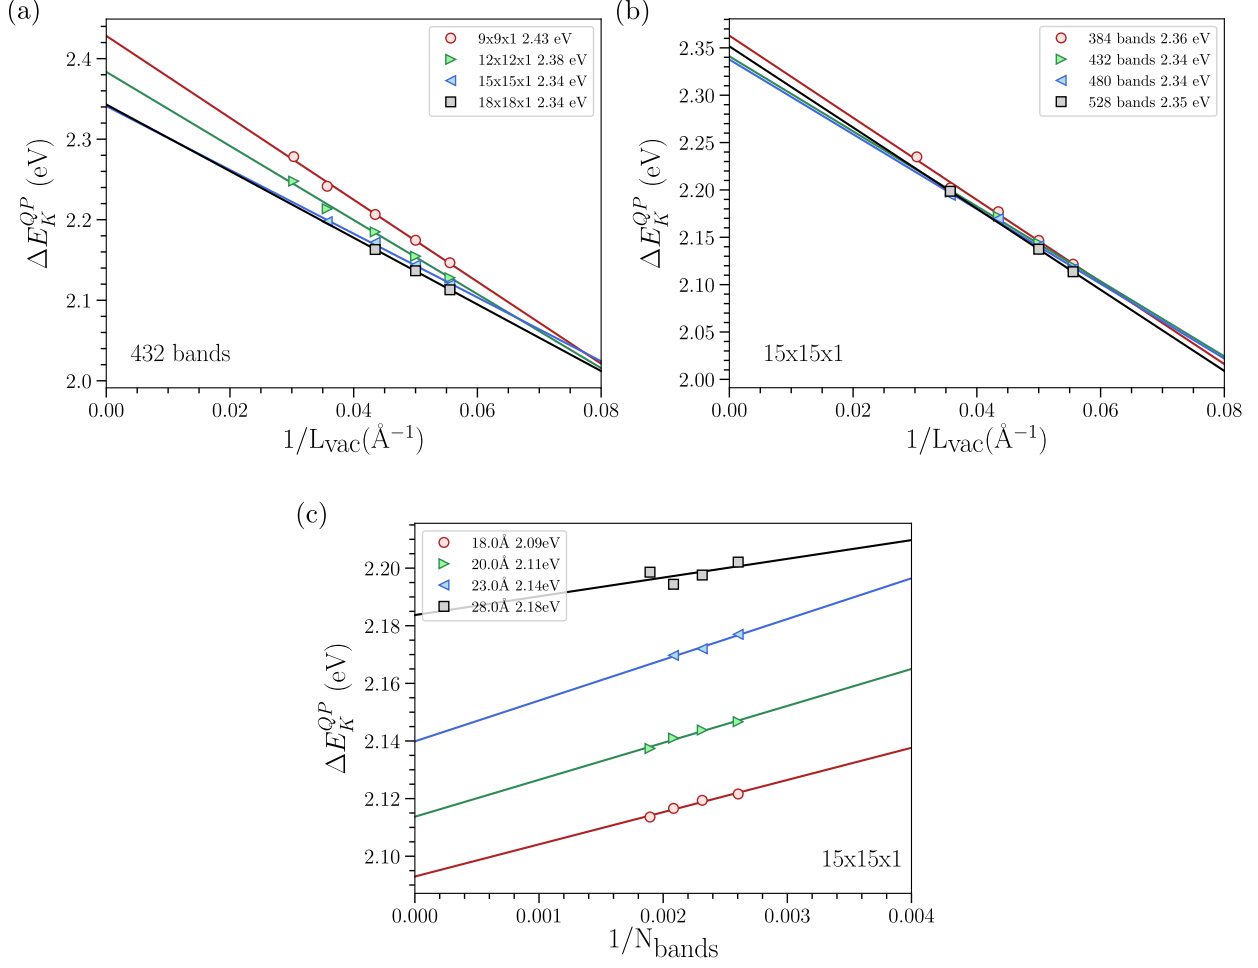 (a)
9x9x1 2.43 eV
12x12x1 2.38 eV
15x15x1 2.34 eV
18x18x1 2.34 eV
2.4
2.3
2.2
2.1
2.0
ΔE_K^{QP} (eV)
432 bands
0.00 0.02 0.04 0.06 0.08
1/L_vac(Å⁻¹)
(b)
384 bands 2.36 eV
432 bands 2.34 eV
480 bands 2.34 eV
528 bands 2.35 eV
2.35
2.30
2.25
2.20
2.15
2.10
2.05
2.00
ΔE_K^{QP} (eV)
15x15x1
0.00 0.02 0.04 0.06 0.08
1/L_vac(Å⁻¹)
(c)
18.0Å 2.09eV
20.0Å 2.11eV
23.0Å 2.14eV
28.0Å 2.18eV
2.20
2.18
2.16
2.14
2.12
2.10
ΔE_K^{QP} (eV)
15x15x1
0.000 0.001 0.002 0.003 0.004
1/N_bands